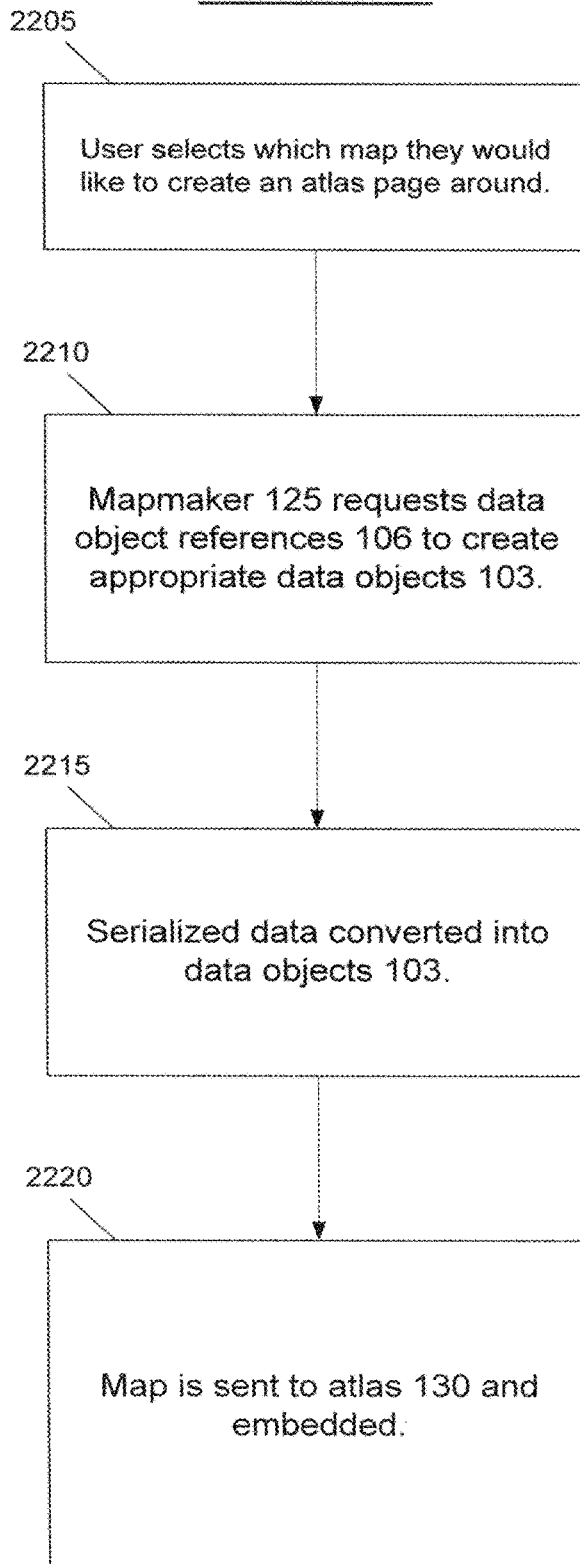 2205
User selects which map they would
like to create an atlas page around.
2210
Mapmaker 125 requests data
object references 106 to create
appropriate data objects 103.
2215
Serialized data converted into
data objects 103.
2220
Map is sent to atlas 130 and
embedded.